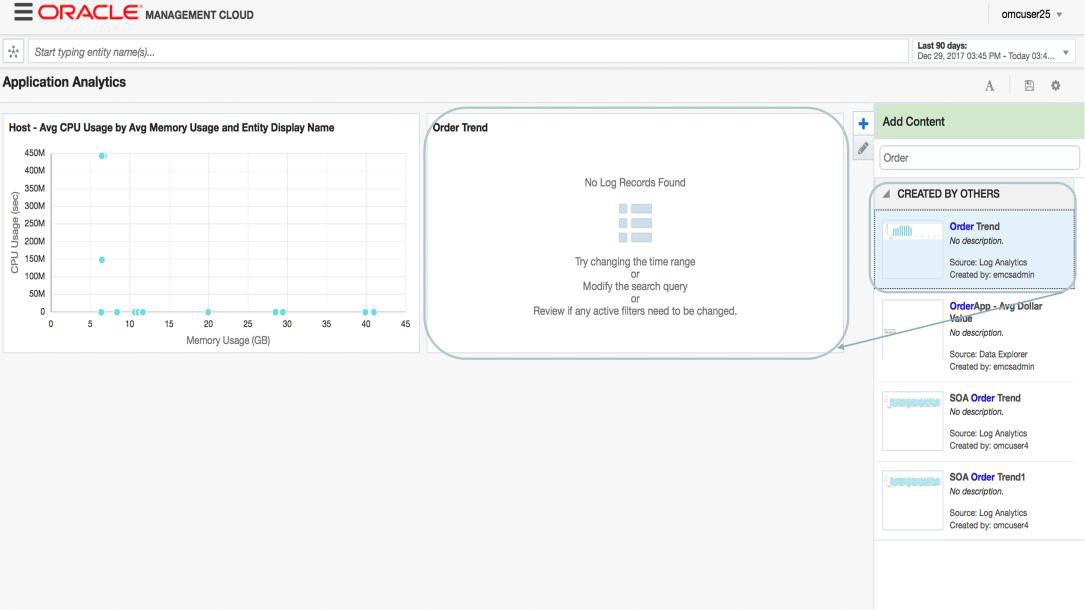 ORACLE MANAGEMENT CLOUD
omcuser25
Start typing entity name(s)...
Last 90 days:
Dec 29, 2017 03:45 PM - Today 03:4...
Application Analytics
A
Host - Avg CPU Usage by Avg Memory Usage and Entity Display Name
450M
400M
350M
300M
250M
200M
150M
100M
50M
0
CPU Usage (sec)
0 5 10 15 20 25 30 35 40 45
Memory Usage (GB)
Order Trend
No Log Records Found
Try changing the time range
or
Modify the search query
or
Review if any active filters need to be changed.
Add Content
Order
CREATED BY OTHERS
Order Trend
No description.
Source: Log Analytics
Created by: emcsadmin
OrderApp - Avg Dollar
Value
No description.
Source: Data Explorer
Created by: emcsadmin
SOA Order Trend
No description.
Source: Log Analytics
Created by: omcuser4
SOA Order Trend1
No description.
Source: Log Analytics
Created by: omcuser4